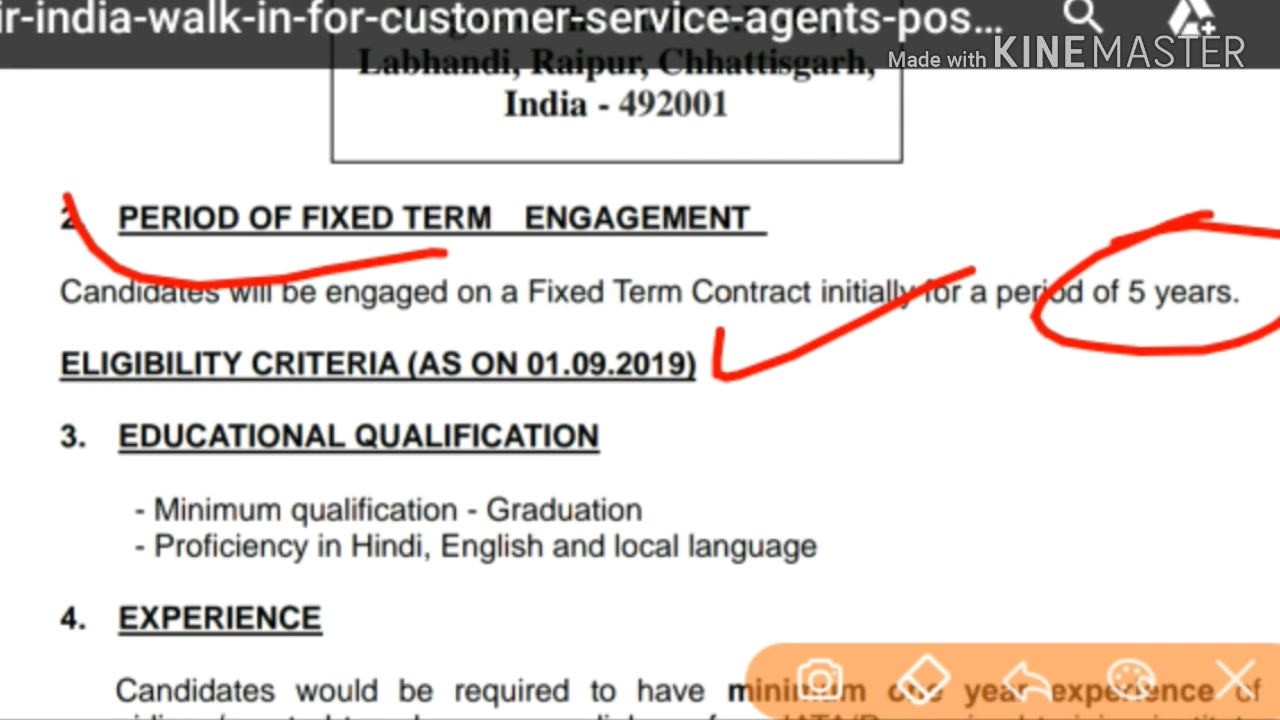 ir-india-walk-in-for-customer-service-agents-pos...
Made with KINEMASTER
Labhandi, Raipur, Chhattisgarh,
India - 492001
2. PERIOD OF FIXED TERM ENGAGEMENT
Candidates will be engaged on a Fixed Term Contract initially for a period of 5 years.
ELIGIBILITY CRITERIA (AS ON 01.09.2019)
3. EDUCATIONAL QUALIFICATION
- Minimum qualification - Graduation
- Proficiency in Hindi, English and local language
4. EXPERIENCE
Candidates would be required to have minimum one year experience of